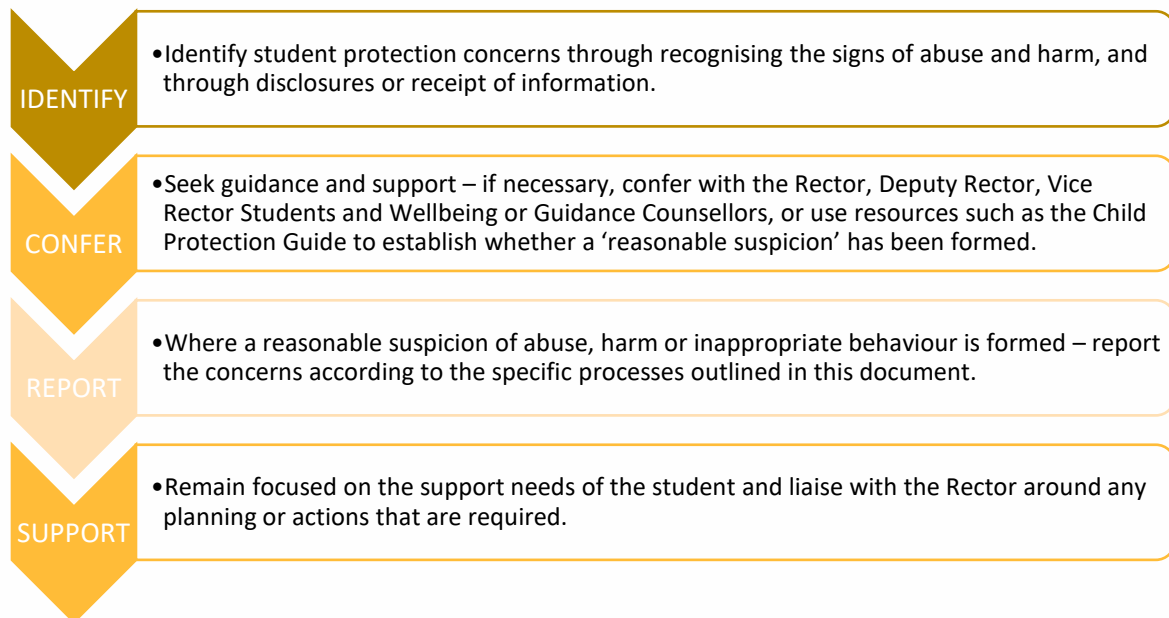 IDENTIFY
•Identify student protection concerns through recognising the signs of abuse and harm, and
through disclosures or receipt of information.
CONFER
•Seek guidance and support – if necessary, confer with the Rector, Deputy Rector, Vice
Rector Students and Wellbeing or Guidance Counsellors, or use resources such as the Child
Protection Guide to establish whether a ‘reasonable suspicion’ has been formed.
REPORT
•Where a reasonable suspicion of abuse, harm or inappropriate behaviour is formed – report
the concerns according to the specific processes outlined in this document.
SUPPORT
•Remain focused on the support needs of the student and liaise with the Rector around any
planning or actions that are required.